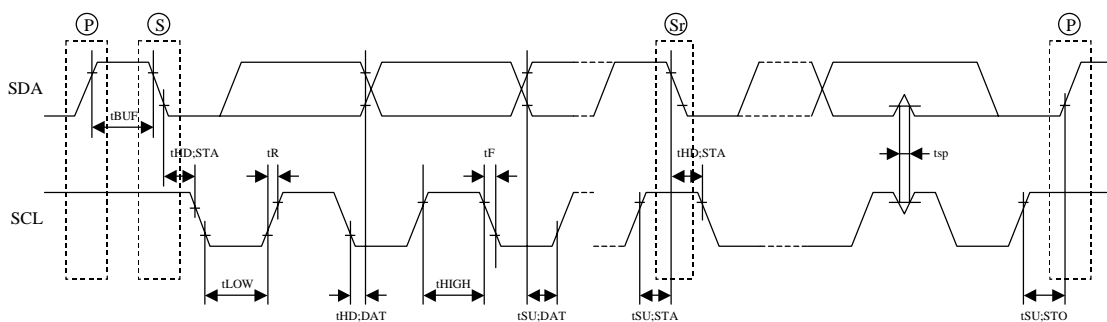 P
S
Sr
P
SDA
tBUF
tHD;STA
tR
tF
tHD;STA
tsp
SCL
tLOW
tHD;DAT
tHIGH
tSU;DAT
tSU;STA
tSU;STO